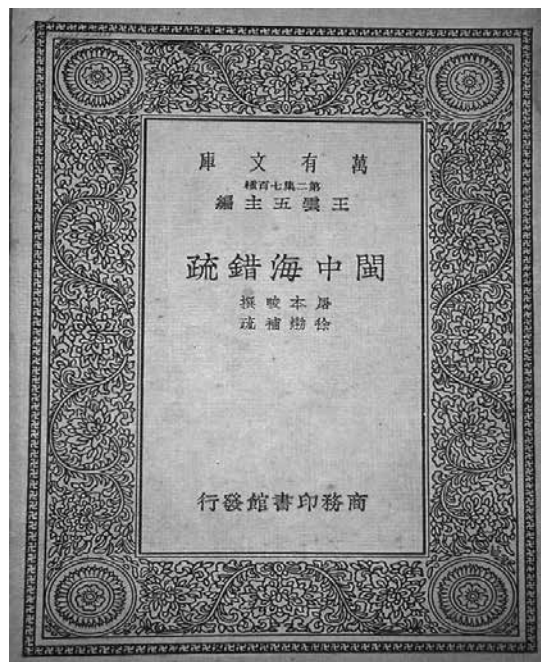 萬有文庫
第二集七百種
王雲五主編
閩中海錯疏
屠本畯撰
徐𤊹補疏
商務印書館發行